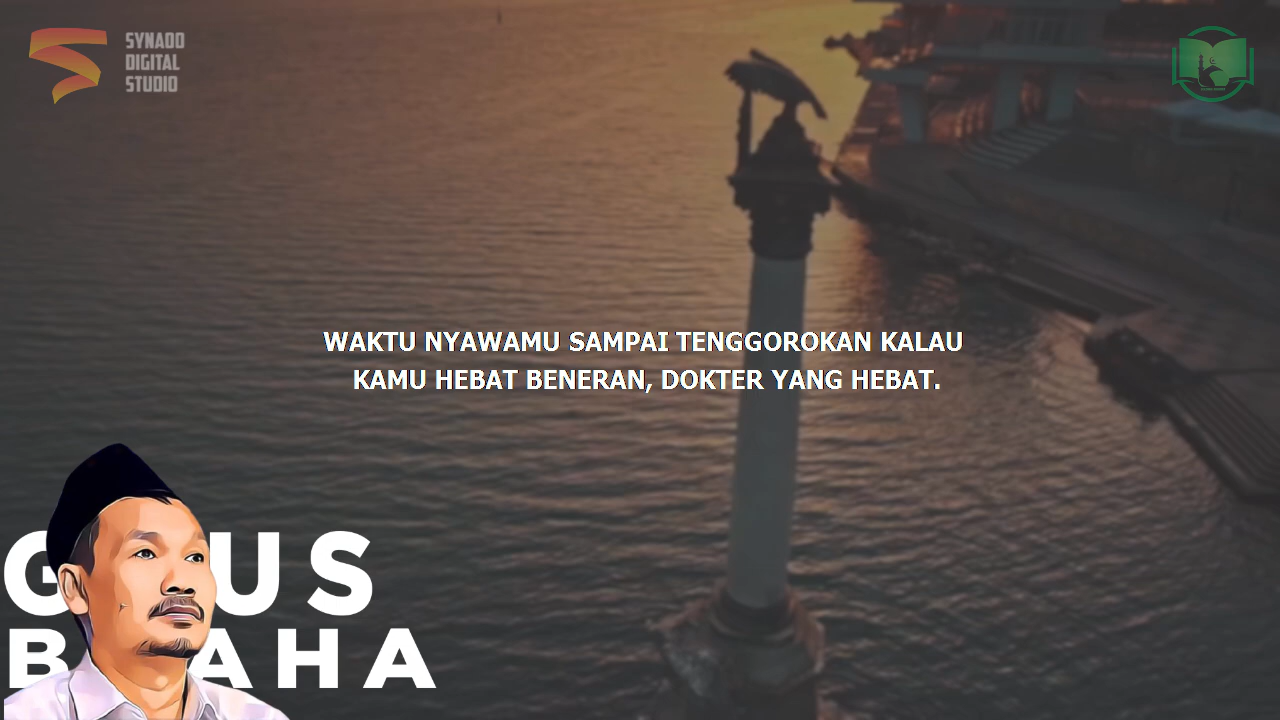 SYNADO
DIGITAL
STUDIO
WAKTU NYAWAMU SAMPAI TENGGOROKAN KALAU
KAMU HEBAT BENERAN, DOKTER YANG HEBAT.
GUS
BAHA